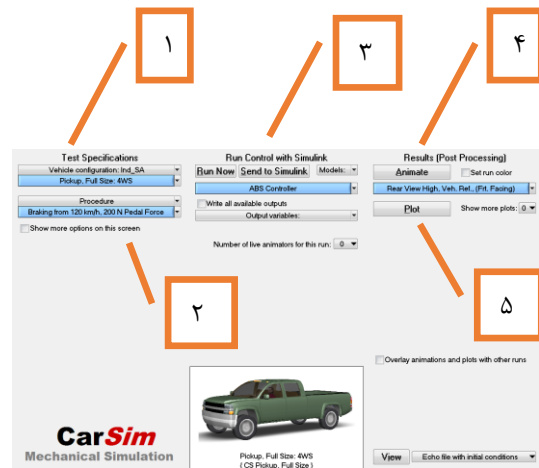 ۱
۳
۴
Test Specifications
Vehicle configuration: Ind_SA
Pickup, Full Size: 4WS
Procedure
Braking from 120 km/h, 200 N Pedal Force
Show more options on this screen
Run Control with Simulink
Run Now Send to Simulink Models:
ABS Controller
Write all available outputs
Output variables:
Number of live animators for this run: 0
Results (Post Processing)
Animate Set run color
Rear View High, Veh. Ref., (Frt. Facing)
Plot Show more plots: 0
۲
۵
Overlay animations and plots with other runs
CarSim
Mechanical Simulation
Pickup, Full Size: 4WS
( CS Pickup, Full Size )
View Echo file with initial conditions